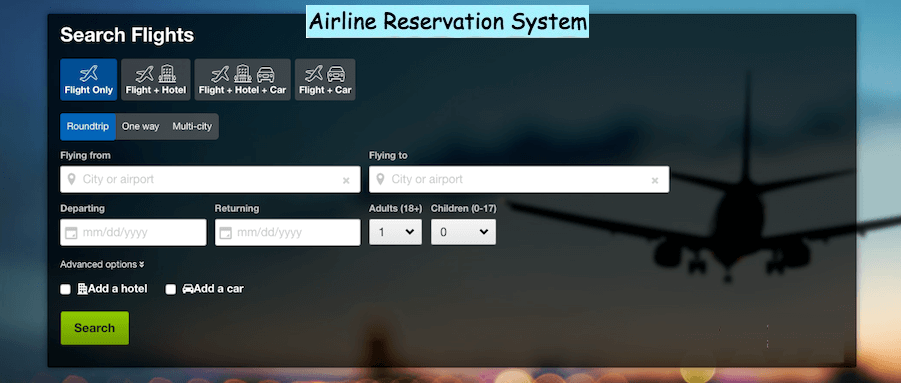 Airline Reservation System
Search Flights
Flight Only Flight + Hotel Flight + Hotel + Car Flight + Car
Roundtrip One way Multi-city
Flying from Flying to
City or airport × City or airport ×
Departing Returning Adults (18+) Children (0-17)
mm/dd/yyyy mm/dd/yyyy 1 0
Advanced options
Add a hotel Add a car
Search